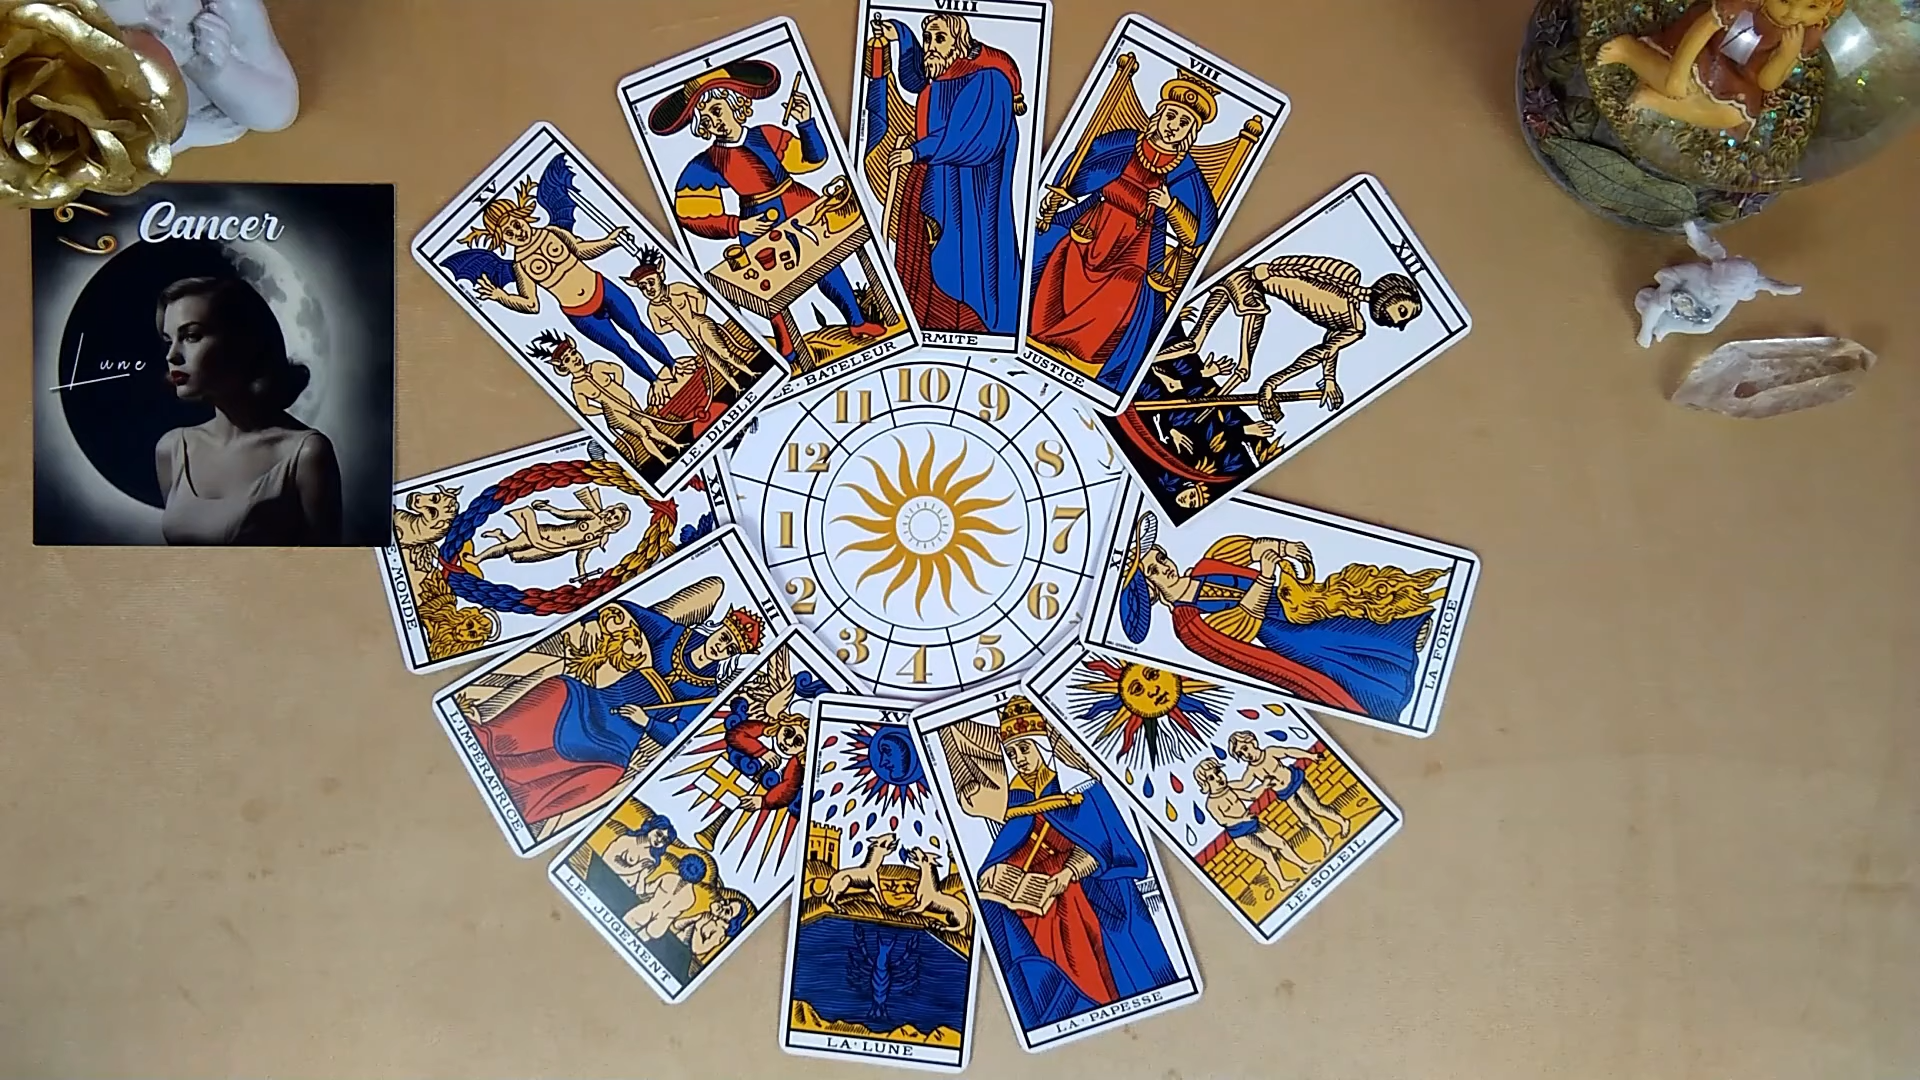 Cancer
Lune
VIIII
I
VIII
XV
XIII
RMITE
E·BATELEUR
JUSTICE
LE·DIABLE
10
11
9
12
8
1
7
2
6
3
5
4
XXI
E·MONDE
XI
LA FORCE
III
L'IMPERATRICE
XV
II
LE·SOLEIL
LE·JUGEMENT
LA·PAPESSE
LA·LUNE